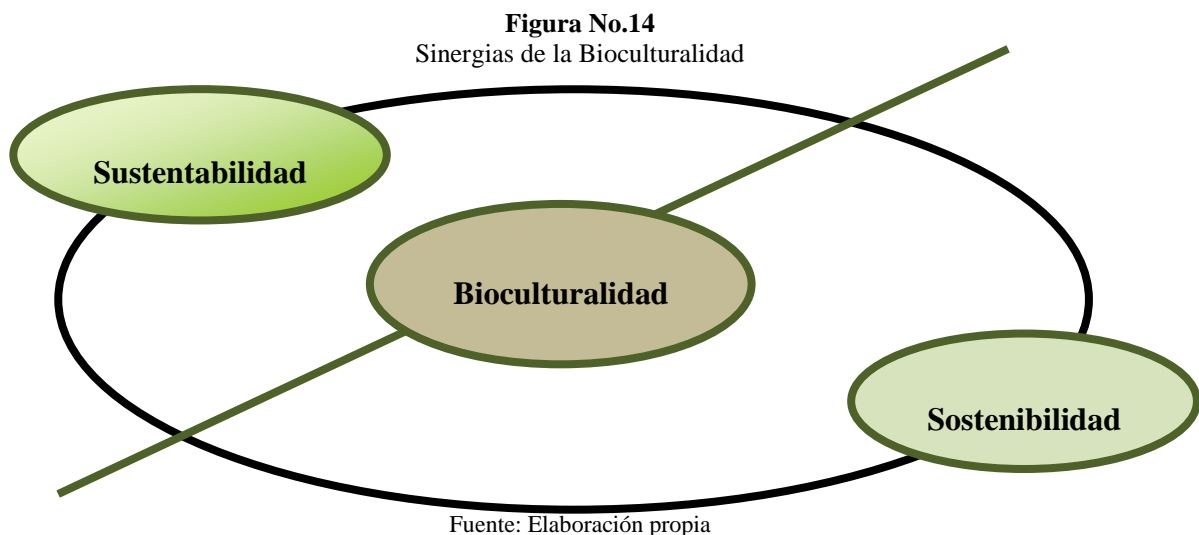 Figura No.14
Sinergias de la Bioculturalidad
Sustentabilidad
Bioculturalidad
Sostenibilidad
Fuente: Elaboración propia